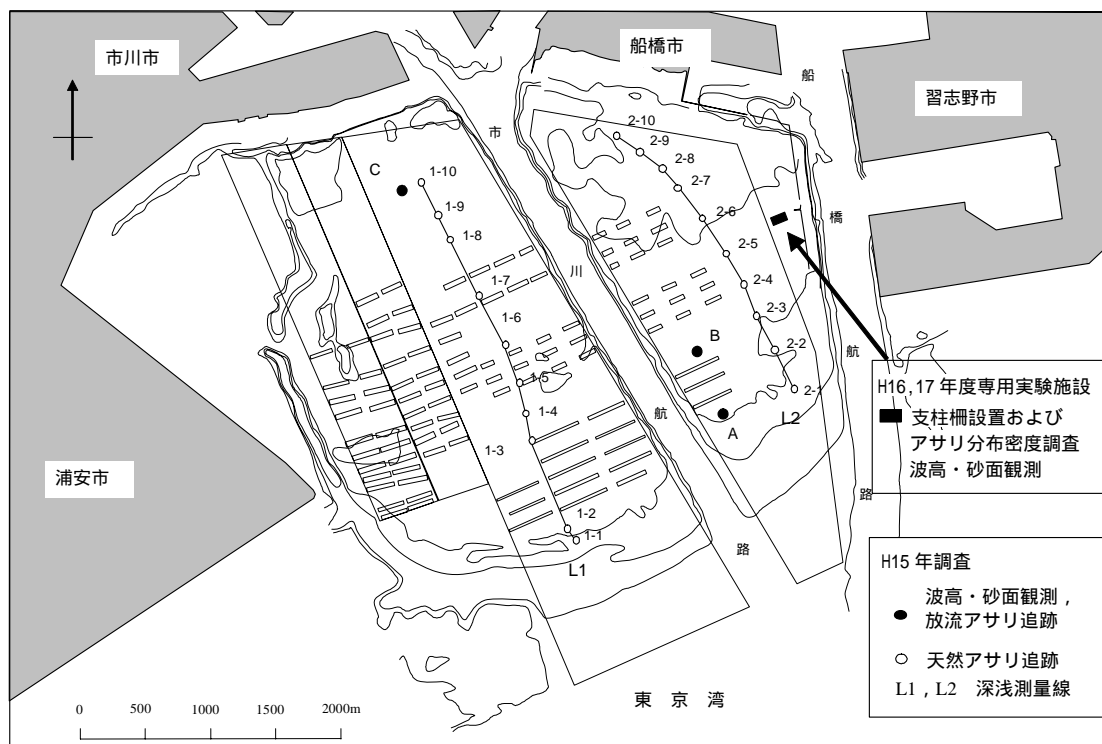 市川市
船橋市
習志野市
浦安市
市
川
航
路
船
橋
航
路
C
1-10
1-9
1-8
1-7
1-6
1-5
1-4
1-3
1-2
1-1
L1
2-10
2-9
2-8
2-7
2-6
2-5
2-4
2-3
2-2
2-1
L2
B
A
H16,17年度専用実験施設
支柱柵設置および
アサリ分布密度調査
波高・砂面観測
H15年調査
波高・砂面観測,
放流アサリ追跡
天然アサリ追跡
L1,L2 深浅測量線
東京湾
0 500 1000 1500 2000m